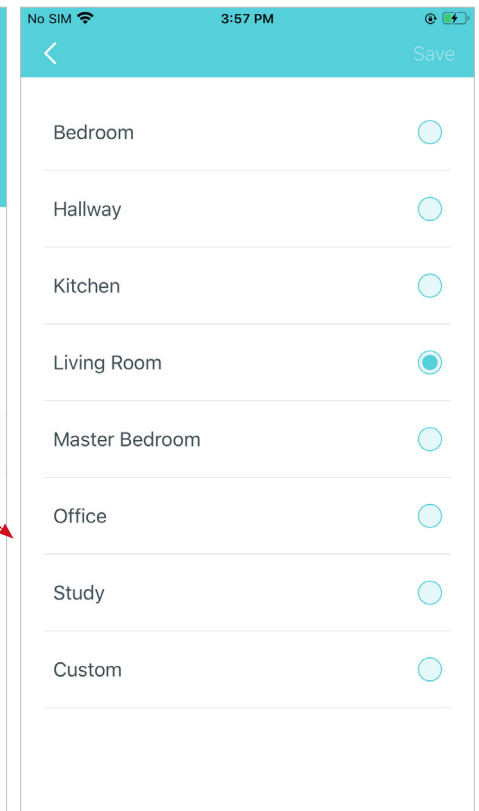 No SIM 3:57 PM
Save
Bedroom
Hallway
Kitchen
Living Room
Master Bedroom
Office
Study
Custom